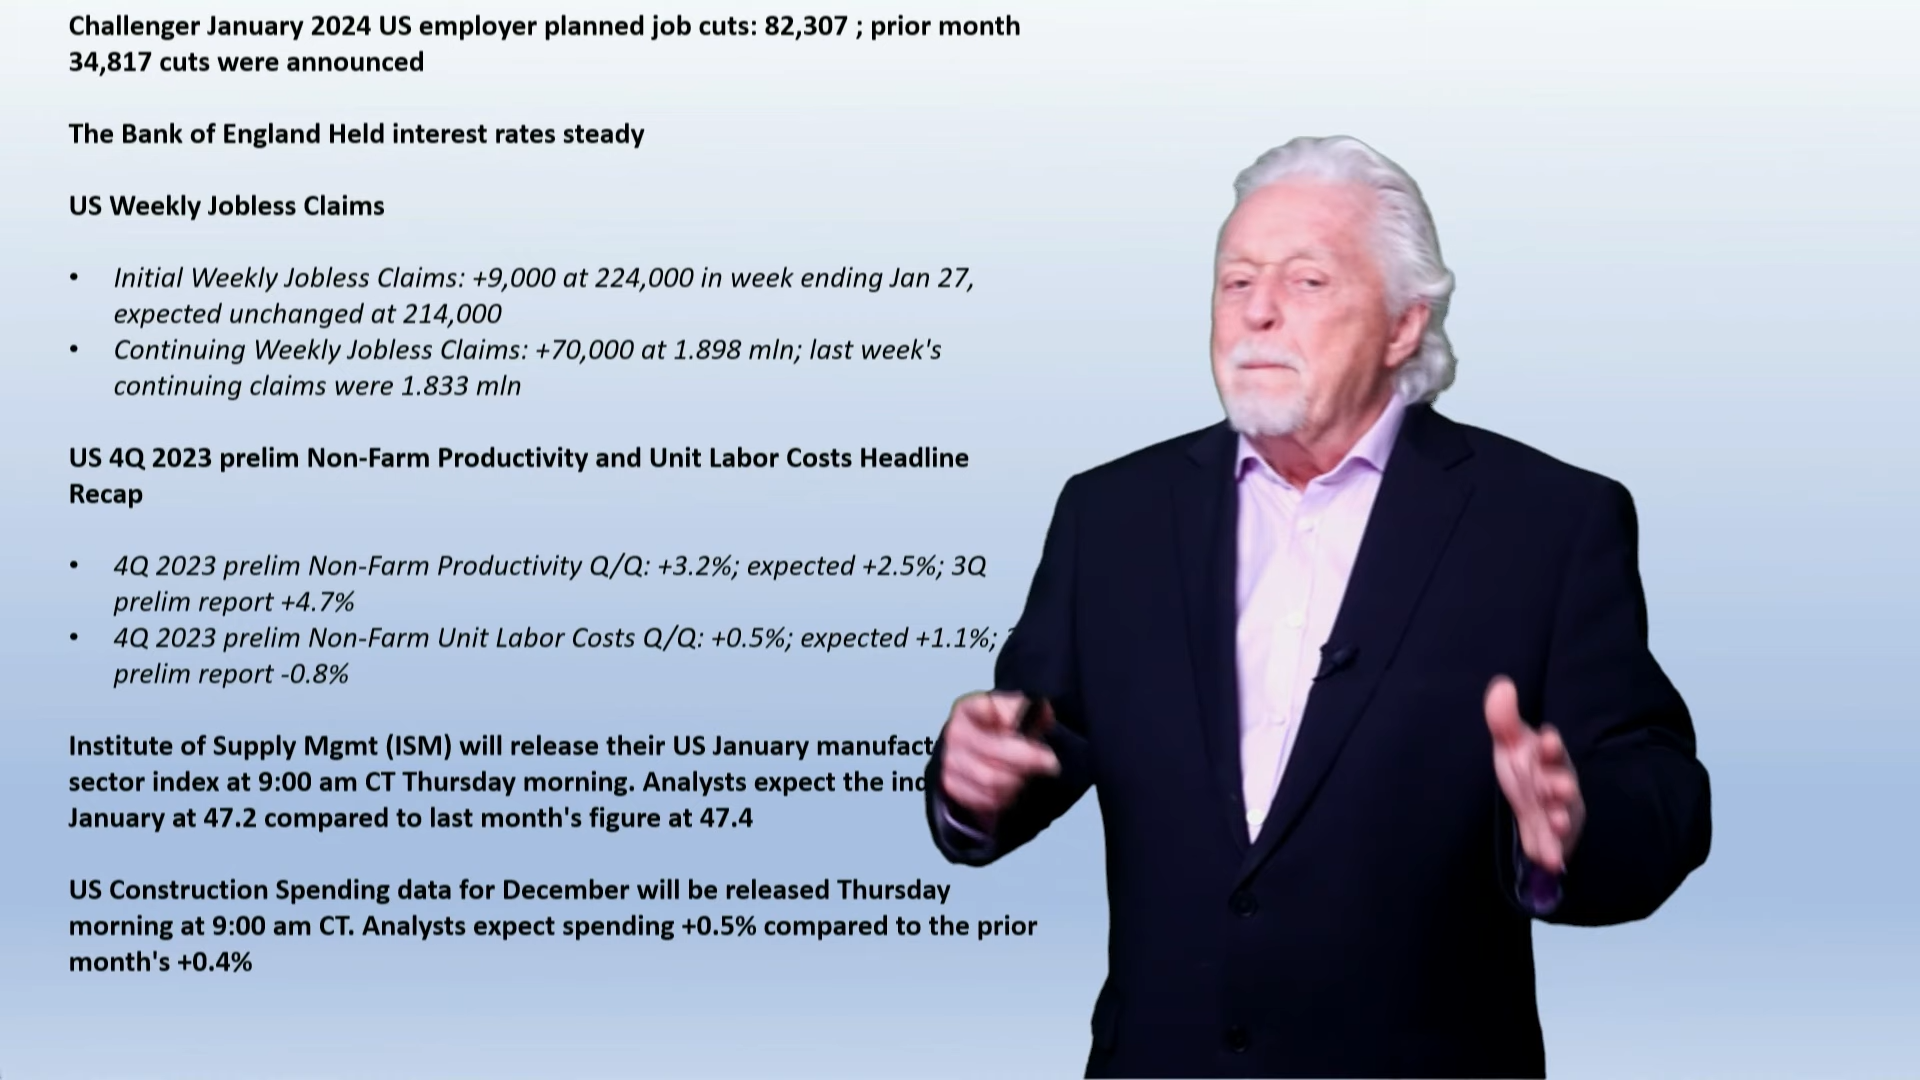 Challenger January 2024 US employer planned job cuts: 82,307 ; prior month
34,817 cuts were announced
The Bank of England Held interest rates steady
US Weekly Jobless Claims
• Initial Weekly Jobless Claims: +9,000 at 224,000 in week ending Jan 27,
expected unchanged at 214,000
• Continuing Weekly Jobless Claims: +70,000 at 1.898 mln; last week's
continuing claims were 1.833 mln
US 4Q 2023 prelim Non-Farm Productivity and Unit Labor Costs Headline
Recap
• 4Q 2023 prelim Non-Farm Productivity Q/Q: +3.2%; expected +2.5%; 3Q
prelim report +4.7%
• 4Q 2023 prelim Non-Farm Unit Labor Costs Q/Q: +0.5%; expected +1.1%;
prelim report -0.8%
Institute of Supply Mgmt (ISM) will release their US January
sector index at 9:00 am CT Thursday morning. Analysts expect the
January at 47.2 compared to last month's figure at 47.4
US Construction Spending data for December will be released Thursday
morning at 9:00 am CT. Analysts expect spending +0.5% compared to the prior
month's +0.4%